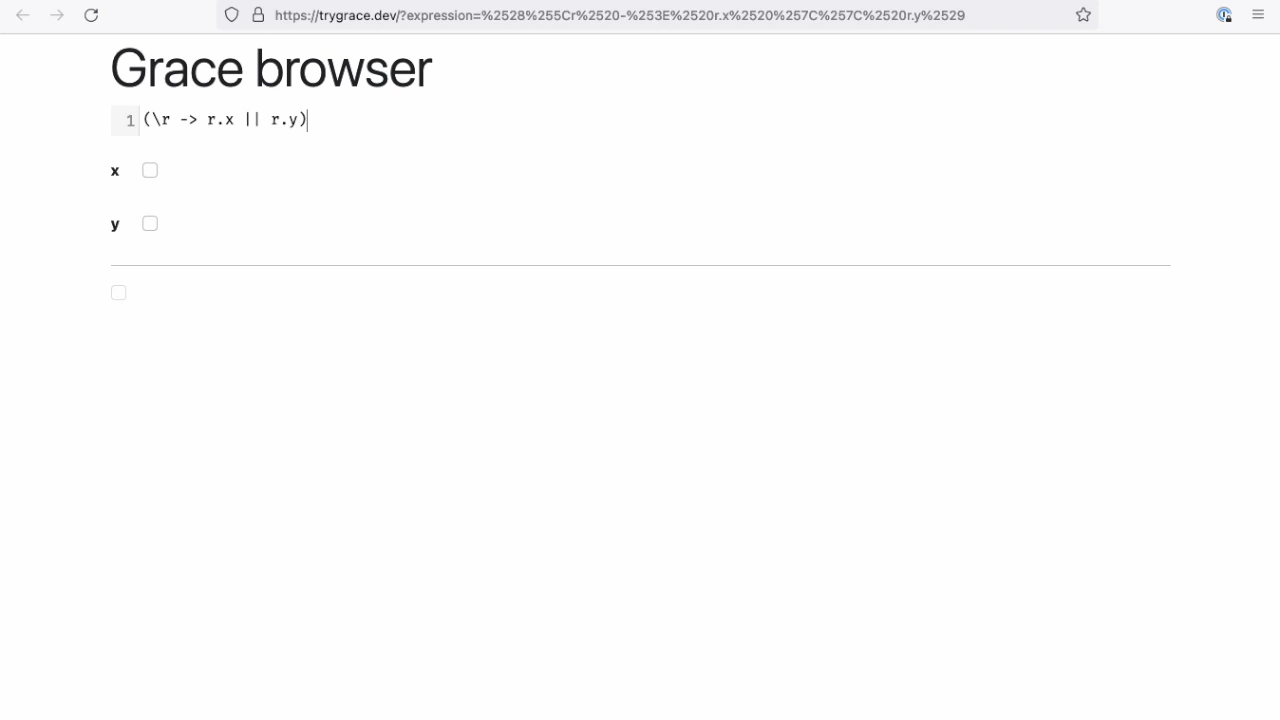 https://trygrace.dev/?expression=%2528%255Cr%2520-%253E%2520r.x%2520%257C%257C%2520r.y%2529
Grace browser
1 (\r -> r.x || r.y)
x
y